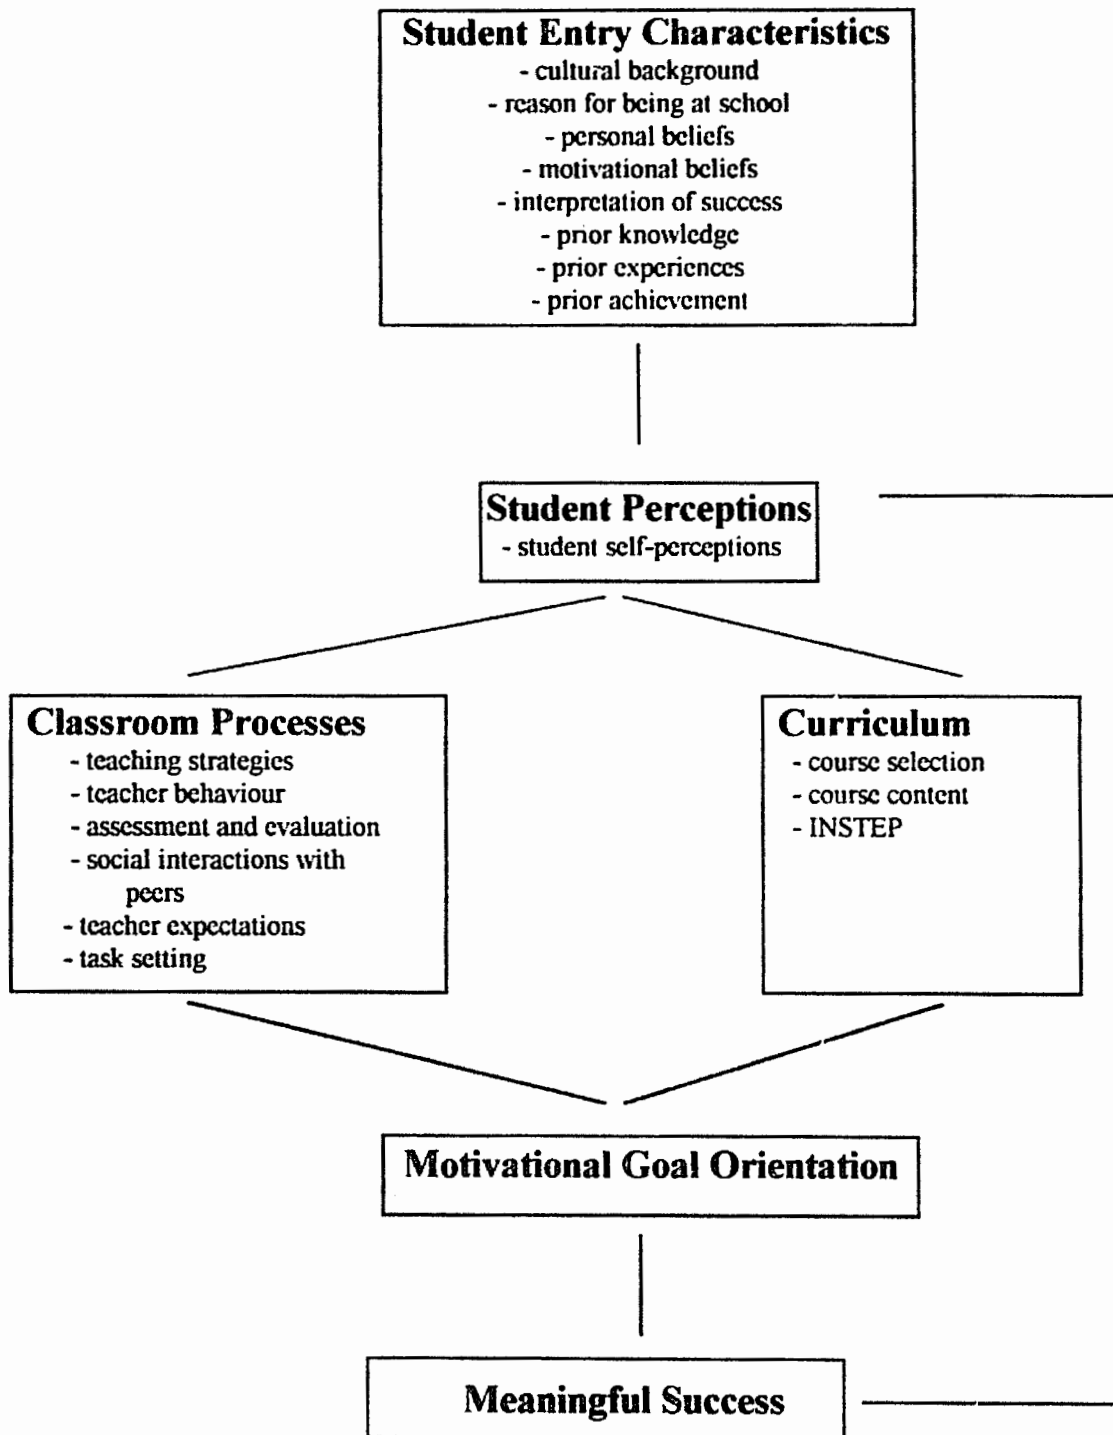 Student Entry Characteristics
- cultural background
- reason for being at school
- personal beliefs
- motivational beliefs
- interpretation of success
- prior knowledge
- prior experiences
- prior achievement
Student Perceptions
- student self-perceptions
Classroom Processes
- teaching strategies
- teacher behaviour
- assessment and evaluation
- social interactions with
peers
- teacher expectations
- task setting
Curriculum
- course selection
- course content
- INSTEP
Motivational Goal Orientation
Meaningful Success